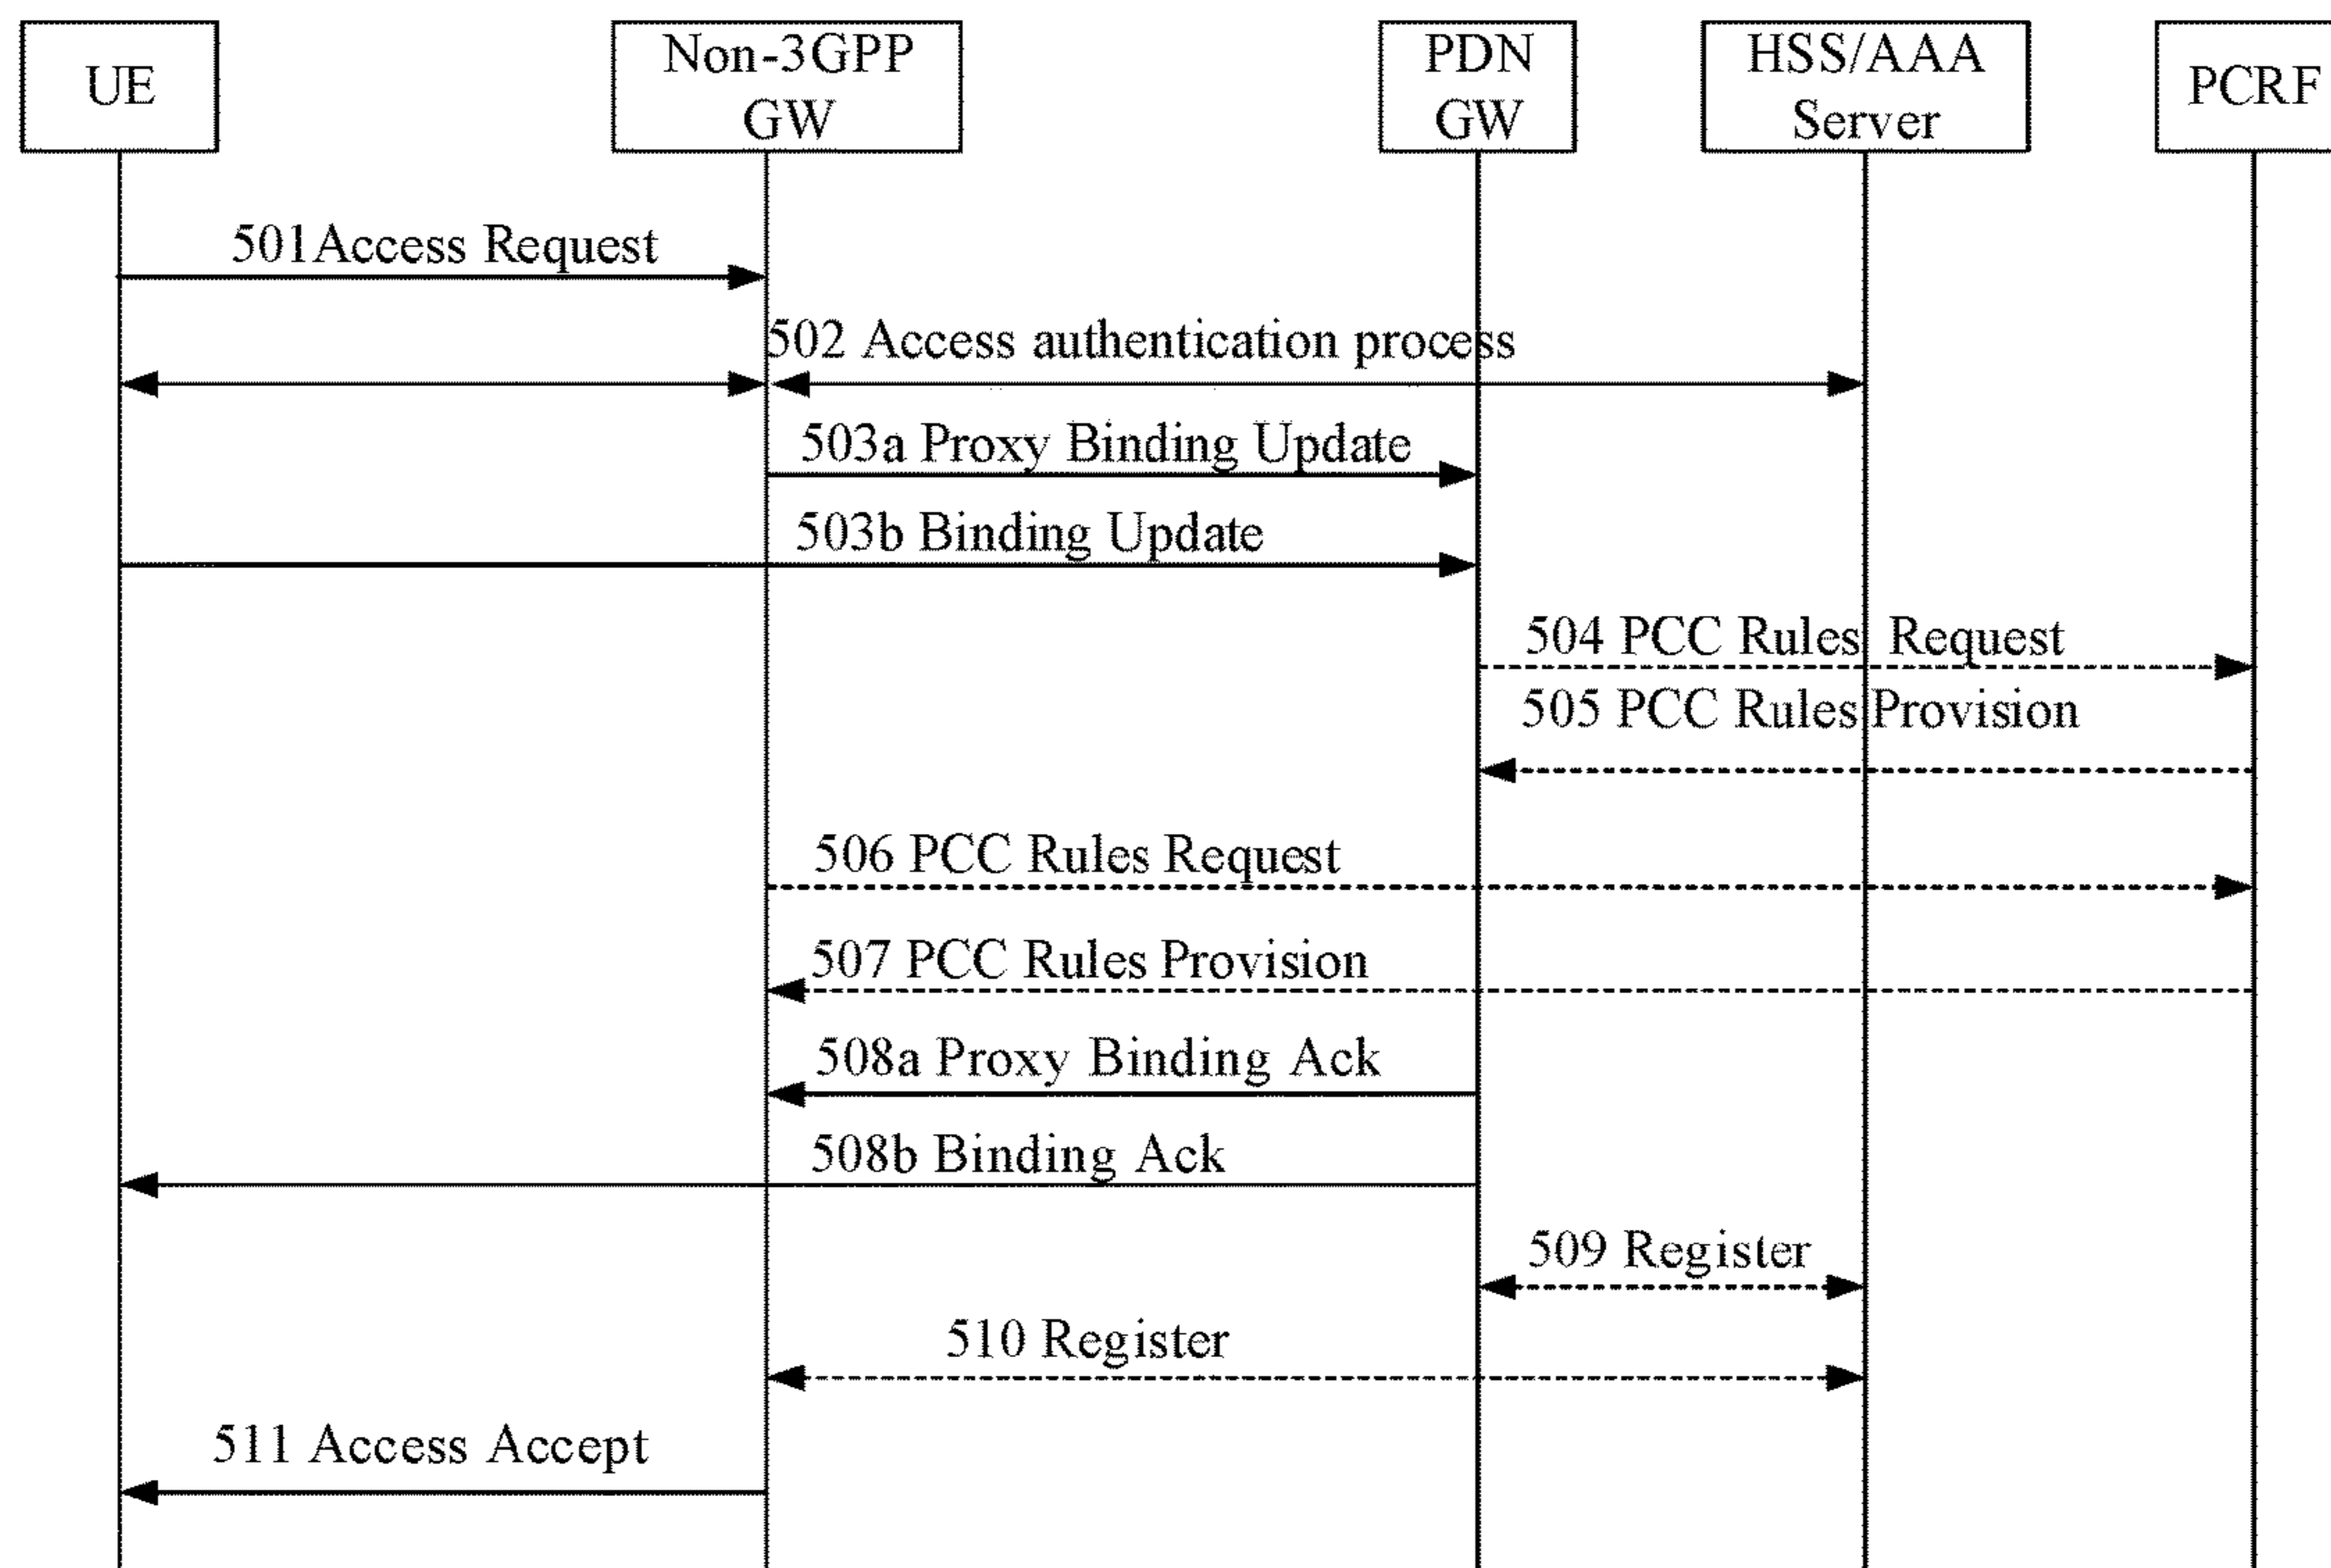 UE
Non-3GPP
GW
PDN
GW
HSS/AAA
Server
PCRF
501Access Request
502 Access authentication process
503a Proxy Binding Update
503b Binding Update
504 PCC Rules Request
505 PCC Rules Provision
506 PCC Rules Request
507 PCC Rules Provision
508a Proxy Binding Ack
508b Binding Ack
509 Register
510 Register
511 Access Accept